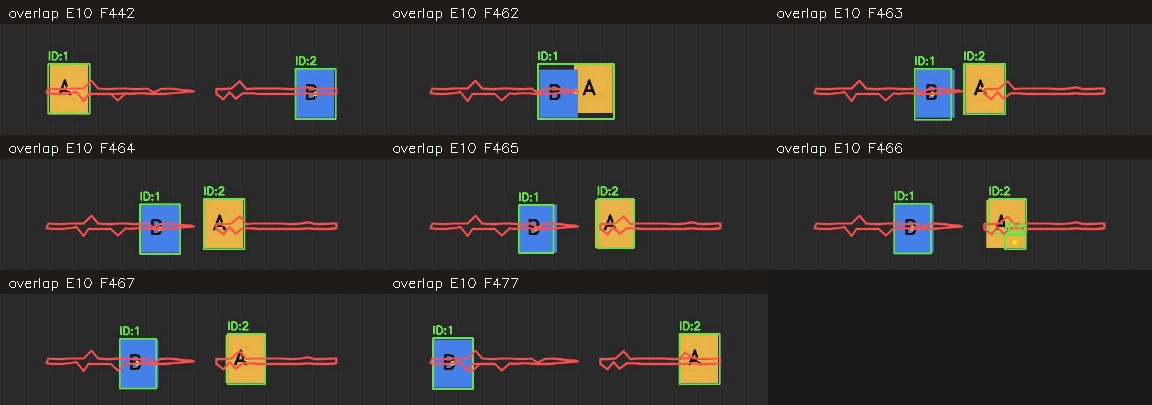 overlap E10 F442
overlap E10 F462
overlap E10 F463
ID:1
A
ID:2
B
ID:1
B A
ID:1
B
ID:2
A
overlap E10 F464
overlap E10 F465
overlap E10 F466
ID:1
B
ID:2
A
ID:1
B
ID:2
A
ID:1
B
ID:2
A
overlap E10 F467
overlap E10 F477
ID:1
B
ID:2
A
ID:1
B
ID:2
A